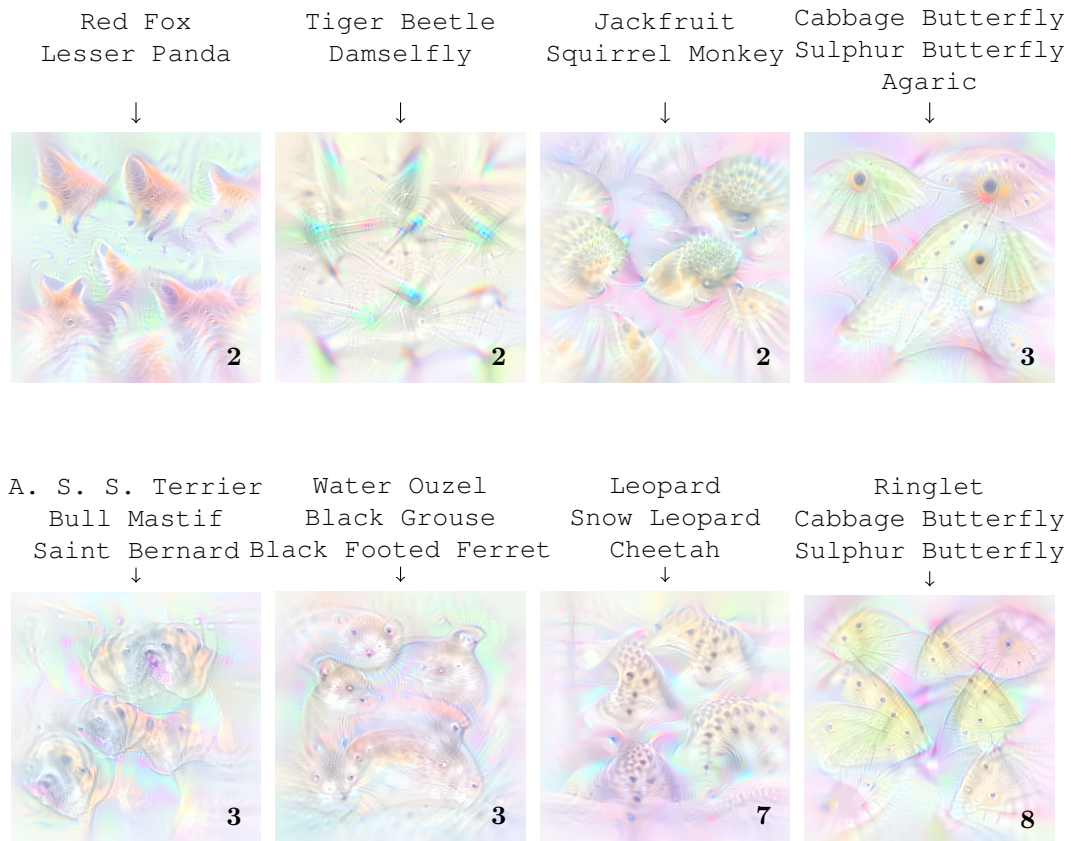 Red Fox
Lesser Panda
↓
2
Tiger Beetle
Damselfly
↓
2
Jackfruit
Squirrel Monkey
↓
2
Cabbage Butterfly
Sulphur Butterfly
Agaric
↓
3
A. S. S. Terrier
Bull Mastif
Saint Bernard
↓
3
Water Ouzel
Black Grouse
Black Footed Ferret
↓
3
Leopard
Snow Leopard
Cheetah
↓
7
Ringlet
Cabbage Butterfly
Sulphur Butterfly
↓
8